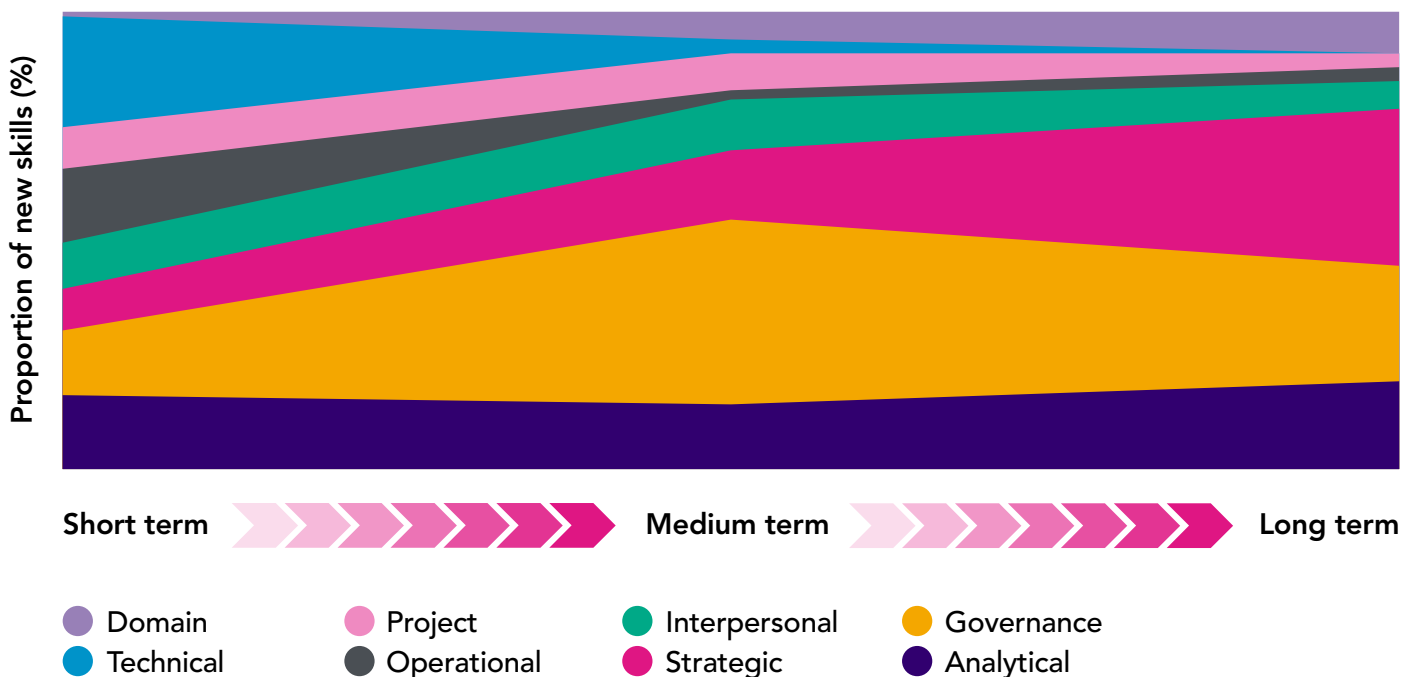 Proportion of new skills (%)
Short term
Medium term
Long term
Domain
Project
Interpersonal
Governance
Technical
Operational
Strategic
Analytical